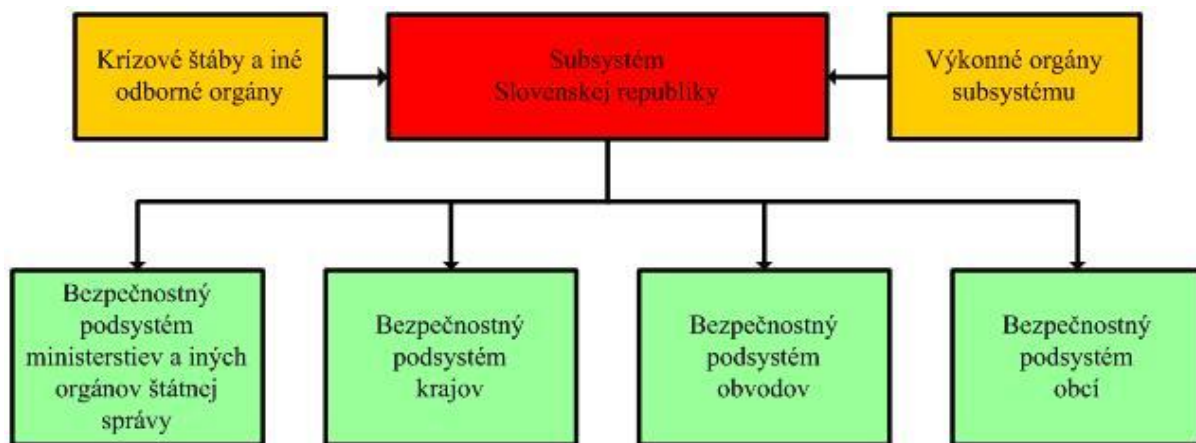 Krízové štáby a iné
odborné orgány
Subsystém
Slovenskej republiky
Výkonné orgány
subsystému
Bezpečnostný
podsystém
ministerstiev a iných
orgánov štátnej
správy
Bezpečnostný
podsystém
krajov
Bezpečnostný
podsystém
obvodov
Bezpečnostný
podsystém
obcí